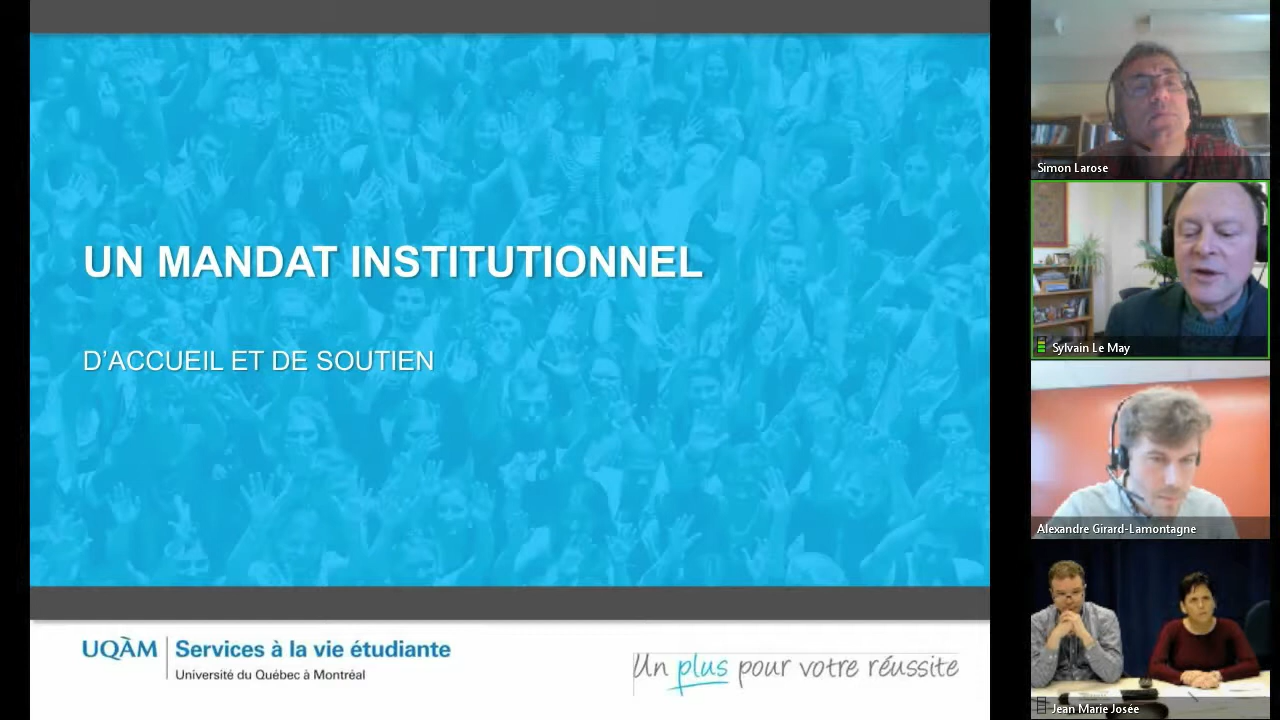 UN MANDAT INSTITUTIONNEL
D'ACCUEIL ET DE SOUTIEN
UQÀM
Services à la vie étudiante
Université du Québec à Montréal
Un plus pour votre réussite
Simon Larose
Sylvain Le May
Alexandre Girard-Lamontagne
Jean Marie Josée